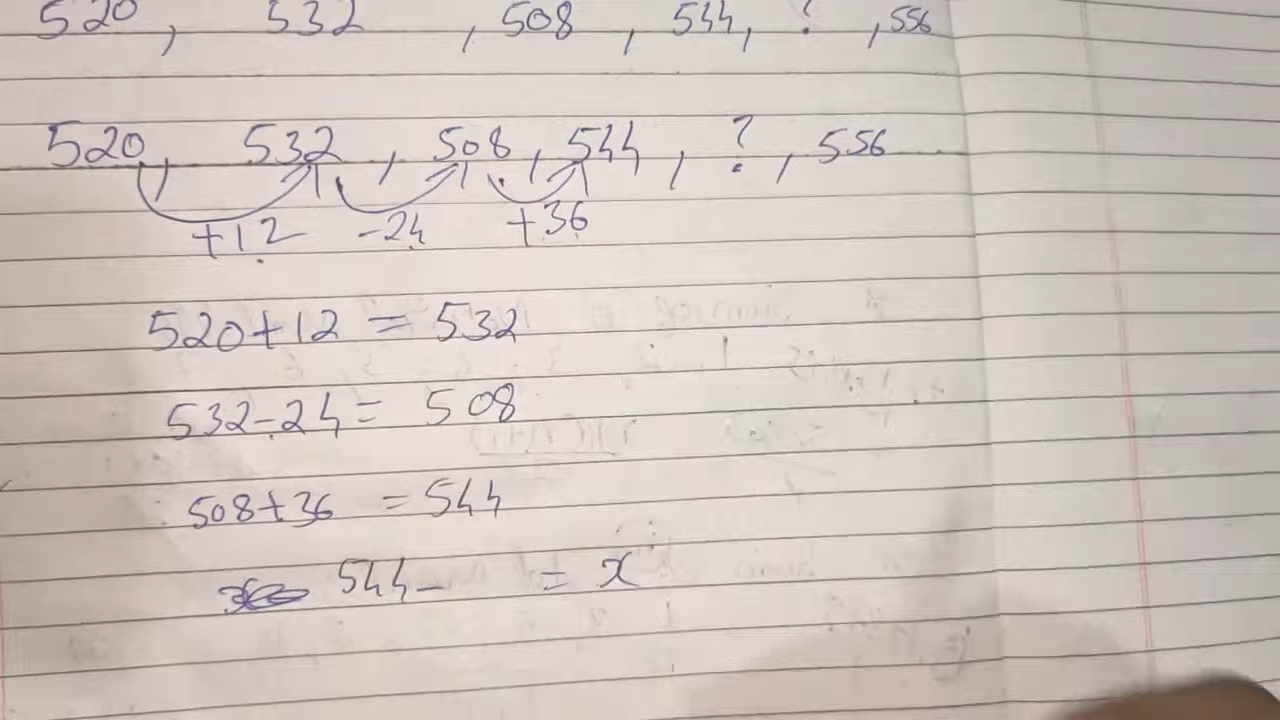 520, 532, 508, 544, ?, 556
520, 532, 508, 544, ?, 556
+12 -24 +36
520+12 = 532
532-24= 508
508+36 = 544
544- = x